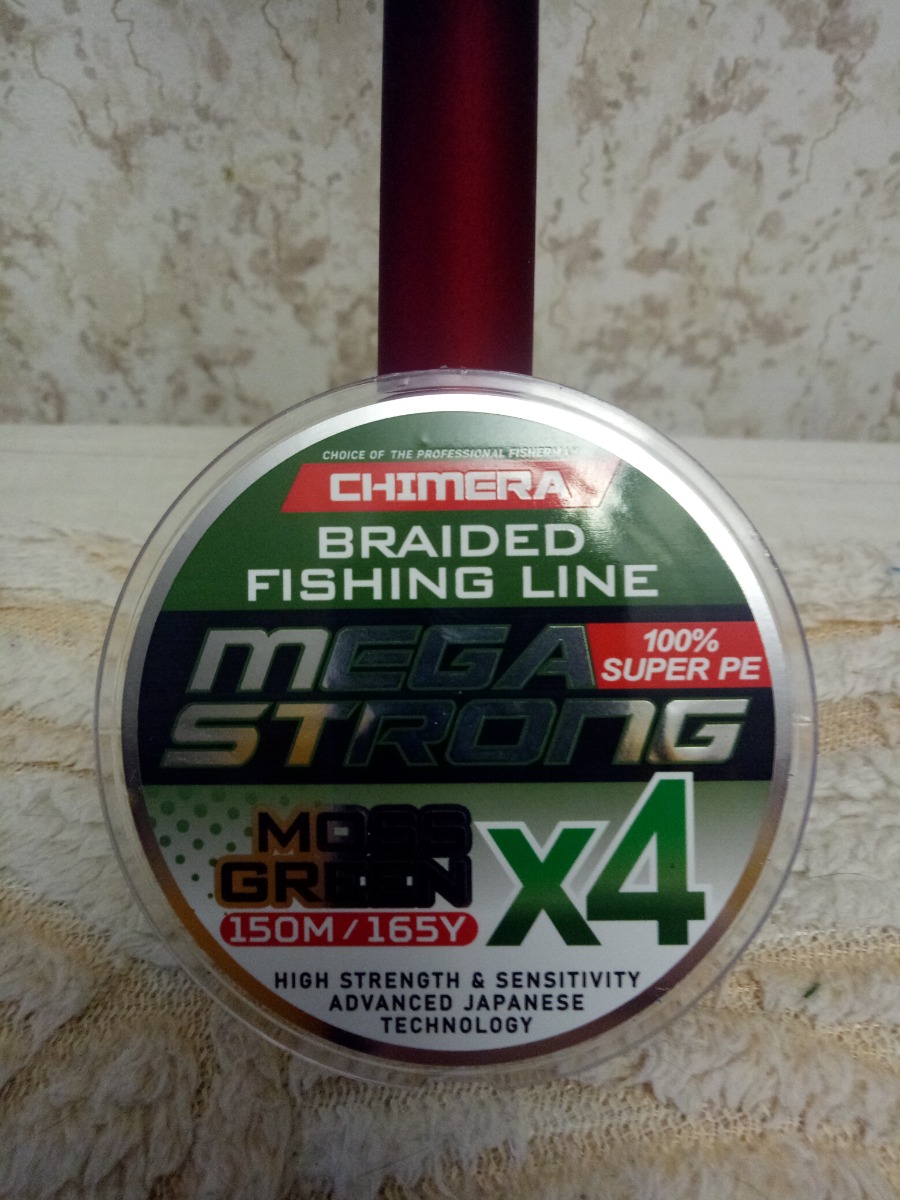 CHOICE OF THE PROFESSIONAL FISHERMAN
CHIMERA
BRAIDED
FISHING LINE
MEGA
STRONG
100%
SUPER PE
MOSS
GREEN
150M/165Y
X4
HIGH STRENGTH & SENSITIVITY
ADVANCED JAPANESE
TECHNOLOGY